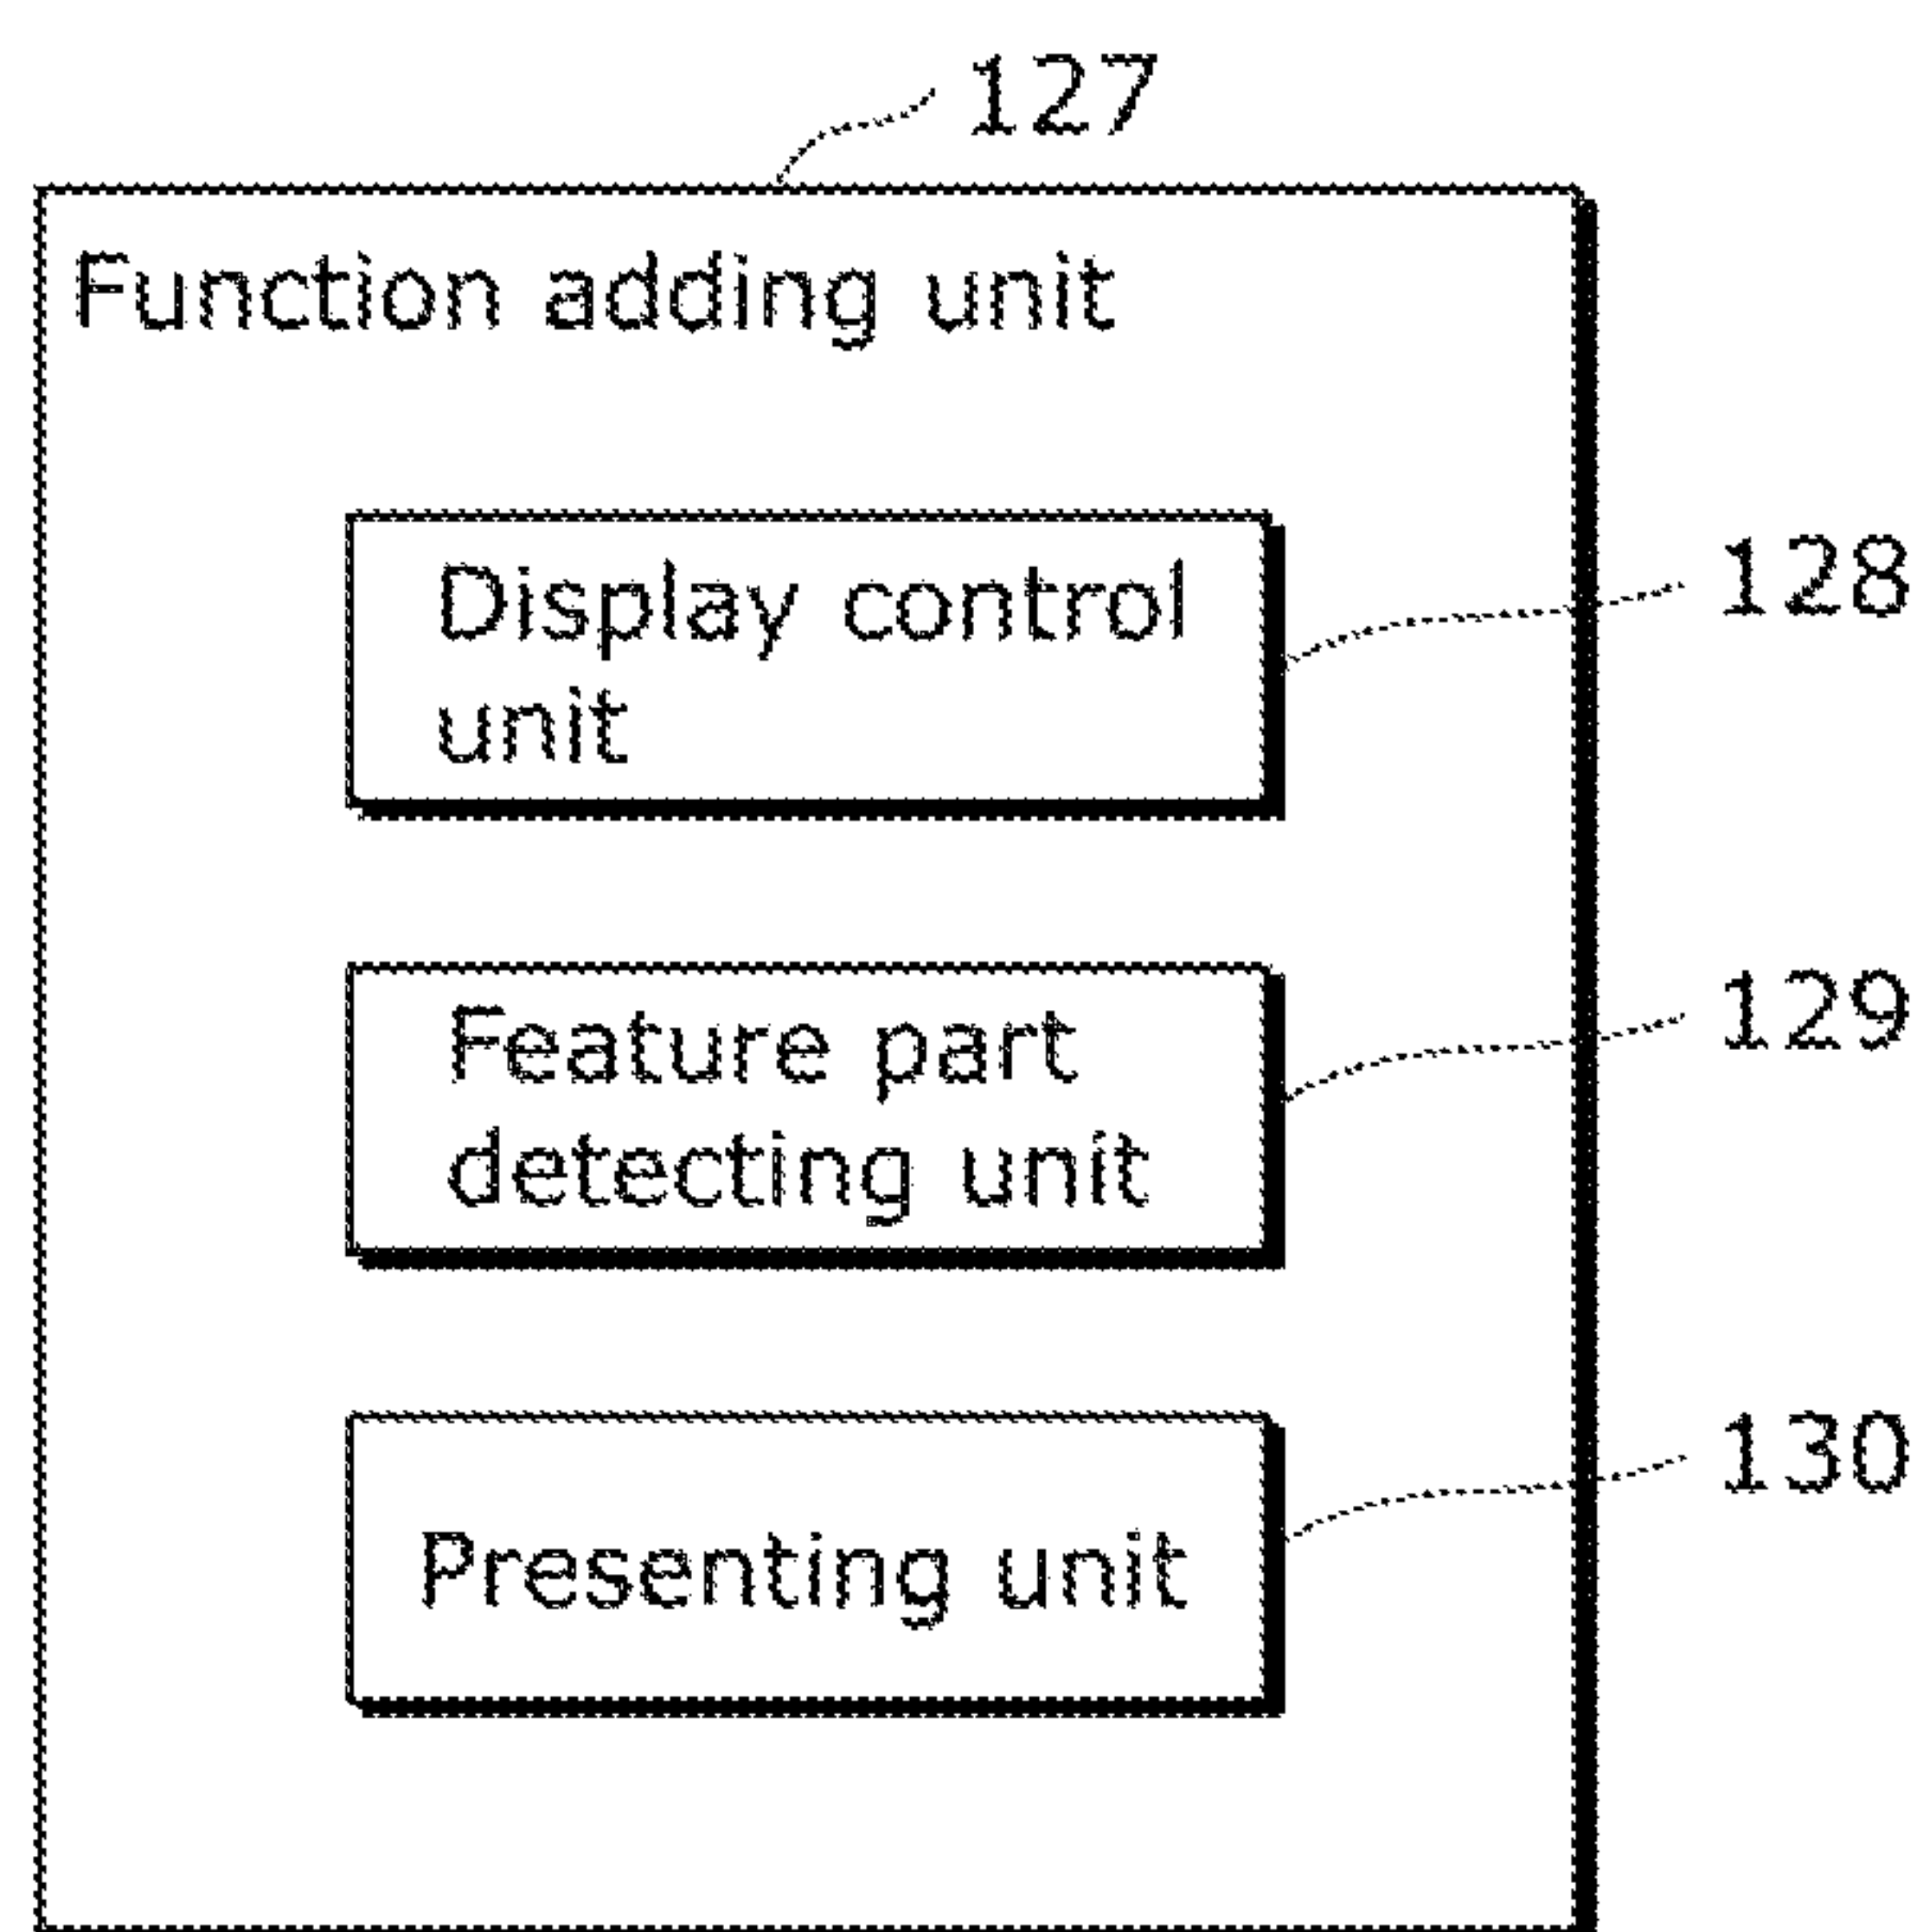 127
Function adding unit
Display control
unit
128
Feature part
detecting unit
129
Presenting unit
130